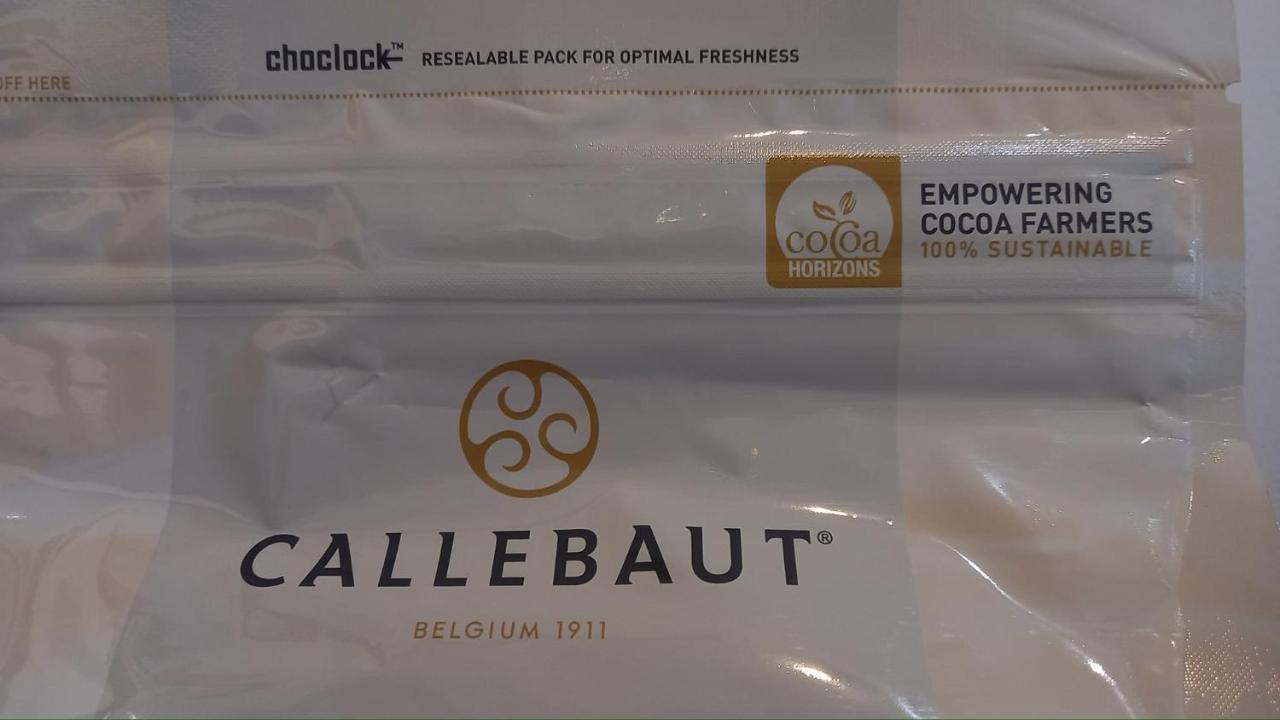 choclock™ RESEALABLE PACK FOR OPTIMAL FRESHNESS
OFF HERE
EMPOWERING
COCOA FARMERS
100% SUSTAINABLE
cocoa
HORIZONS
CALLEBAUT®
BELGIUM 1911